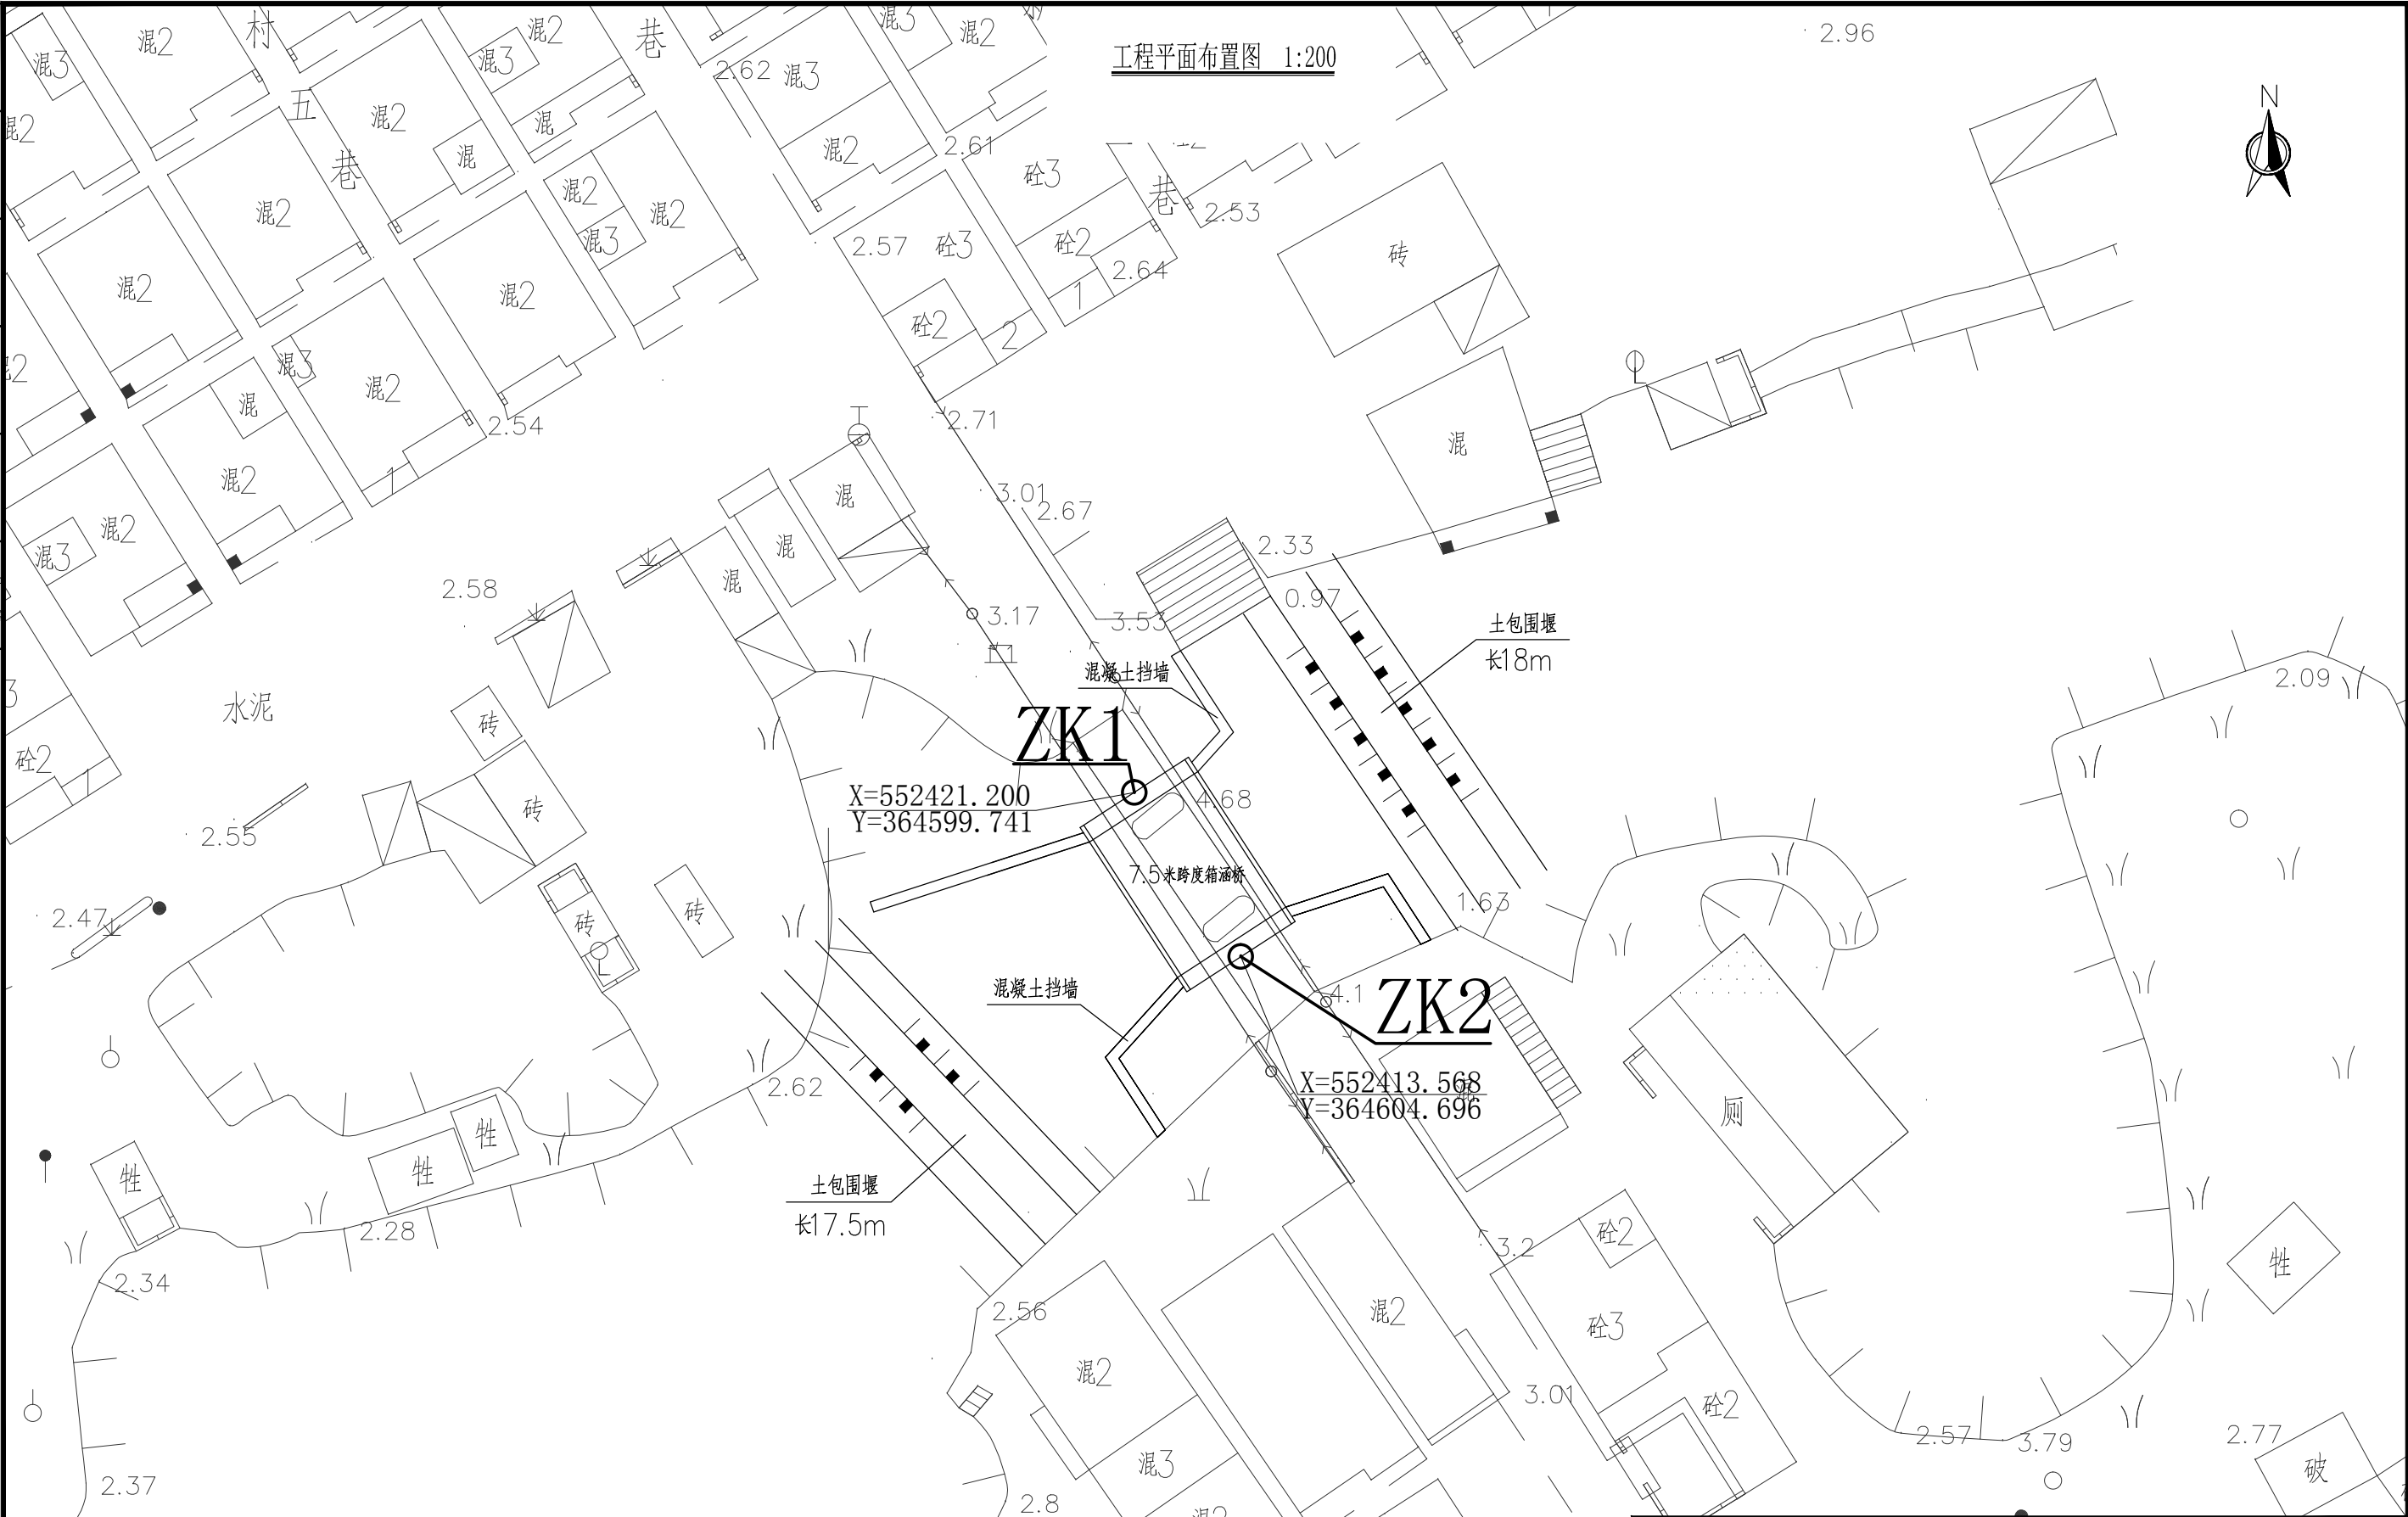 工程平面布置图 1:200
N
2.96
村
五
巷
巷
巷
混3
混2
混2
混3
混2
混
混2
混
2.62
混3
混2
混3
混2
2.61
砼3
砼2
2.53
2.64
1
2.57
砼3
砼2
2
混2
混3
混2
混2
混2
混2
混3
混2
2.54
1
混
混2
混2
混3
砖
混
2.71
3.01
2.67
2.33
0.97
3.53
3.17
混
混
混
2.58
水泥
砼2
1
2.55
2.47
砖
砖
砖
砖
土包围堰
长18m
混凝土挡墙
ZK1
X=552421.200
Y=364599.741
4.68
7.5米跨度箱涵桥
1.63
2.09
混凝土挡墙
4.1
ZK2
X=552413.568
Y=364604.696
厕
2.62
土包围堰
长17.5m
牲
牲
牲
2.28
2.34
2.37
2.56
混2
混3
混2
2.8
3.2
砼2
砼3
砼2
3.01
牲
2.57
3.79
2.77
破